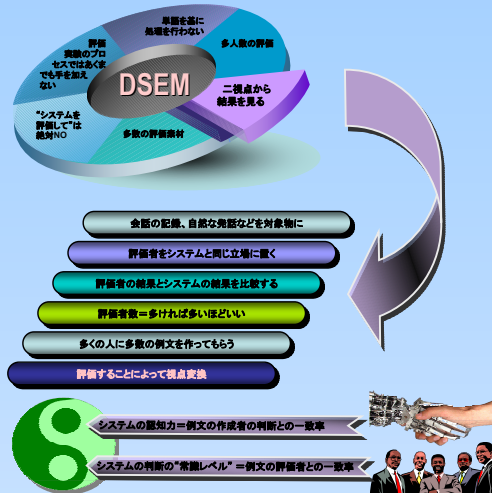 単語を基に
処理を行わない
評価
実験のプロ
セスではあくま
でも手を加え
ない
多人数の評価
DSEM
二視点から
結果を見る
“システムを
評価して”は
絶対NO
多数の評価素材
会話の記録、自然な発話などを対象物に
評価者をシステムと同じ立場に置く
評価者の結果とシステムの結果を比較する
評価者数＝多ければ多いほどいい
多くの人に多数の例文を作ってもらう
評価することによって視点変換
システムの認知力＝例文の作成者の判断との一致率
システムの判断の“常識レベル” ＝例文の評価者との一致率